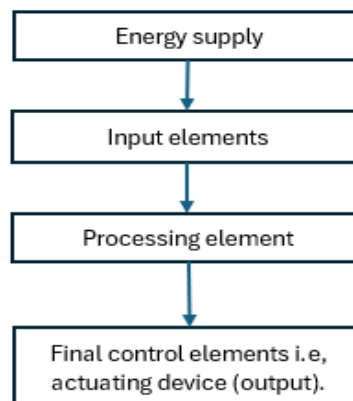 Energy supply
Input elements
Processing element
Final control elements i.e,
actuating device (output).